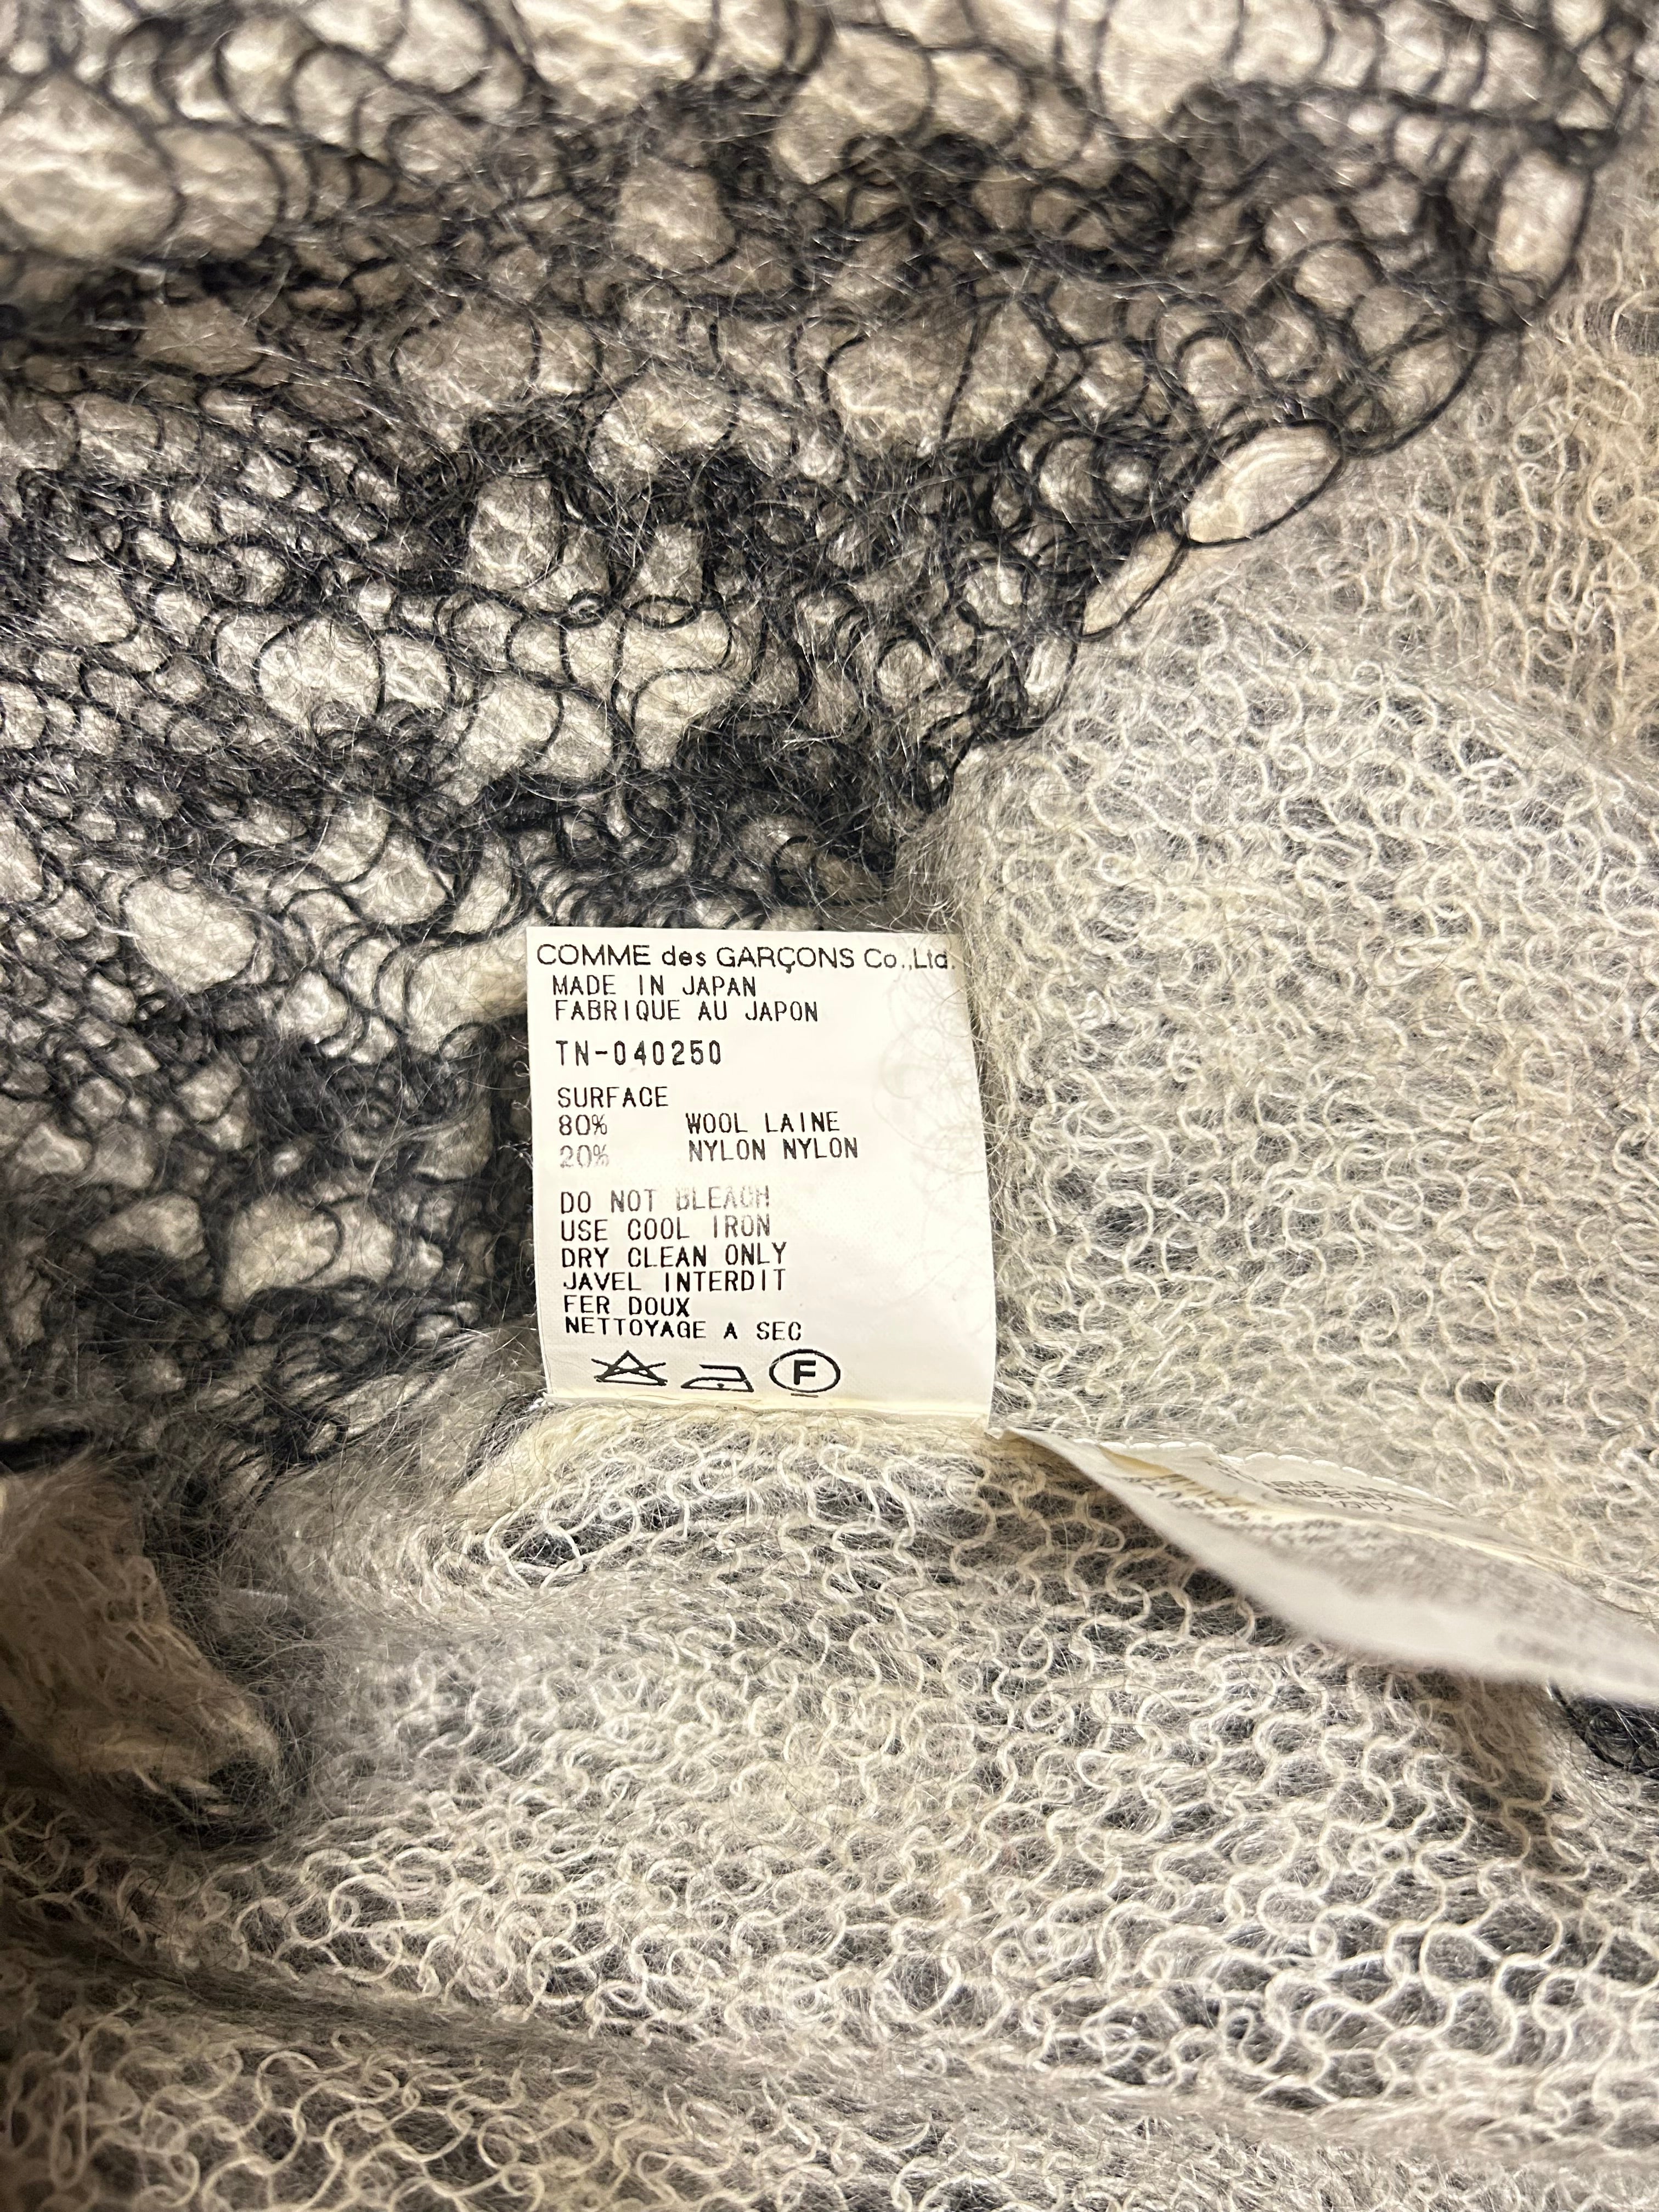 COMME des GARÇONS Co.,Ltd.
MADE IN JAPAN
FABRIQUE AU JAPON
TN-040250
SURFACE
80% WOOL LAINE
20% NYLON NYLON
DO NOT BLEACH
USE COOL IRON
DRY CLEAN ONLY
JAVEL INTERDIT
FER DOUX
NETTOYAGE A SEC
F